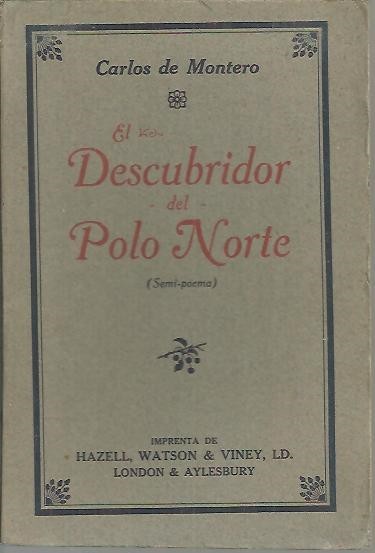 Carlos de Montero
El
Descubridor
- del -
Polo Norte
(Semi-poema)
IMPRENTA DE
HAZELL, WATSON & VINEY, LD.
LONDON & AYLESBURY